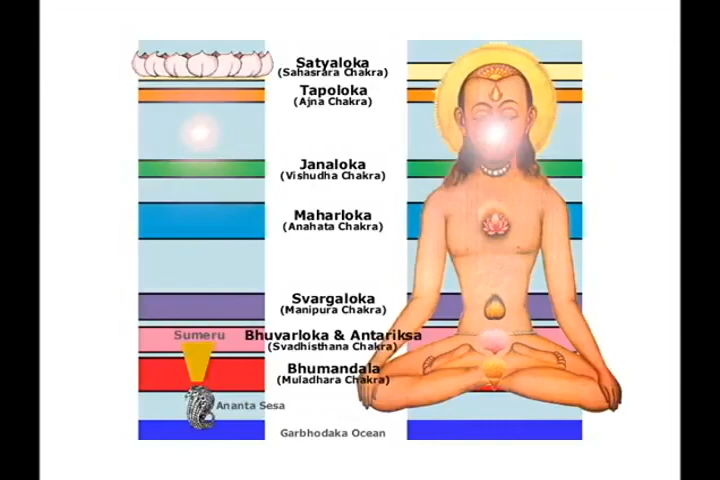 Satyaloka
(Sahasrara Chakra)
Tapoloka
(Ajna Chakra)
Janaloka
(Vishudha Chakra)
Maharloka
(Anahata Chakra)
Svargaloka
(Manipura Chakra)
Sumeru
Bhuvarloka & Antariksa
(Svadhisthana Chakra)
Bhumandala
(Muladhara Chakra)
Ananta Sesa
Garbhodaka Ocean